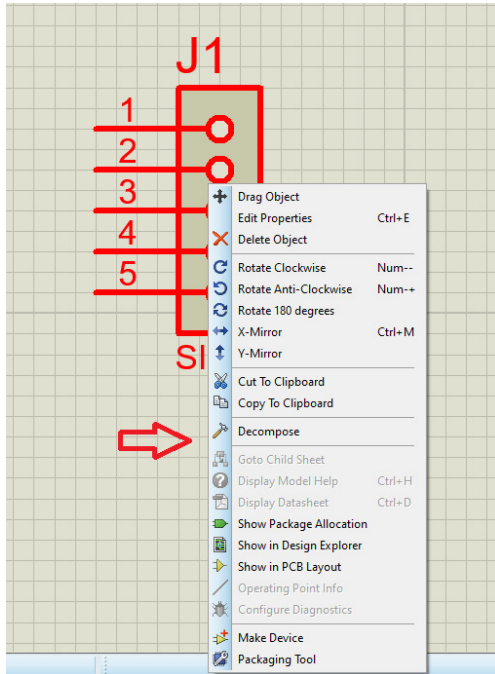 J1
1
2
3
4
5
SI
Drag Object
Edit Properties Ctrl+E
Delete Object
Rotate Clockwise Num--
Rotate Anti-Clockwise Num-+
Rotate 180 degrees
X-Mirror Ctrl+M
Y-Mirror
Cut To Clipboard
Copy To Clipboard
Decompose
Goto Child Sheet
Display Model Help Ctrl+H
Display Datasheet Ctrl+D
Show Package Allocation
Show in Design Explorer
Show in PCB Layout
Operating Point Info
Configure Diagnostics
Make Device
Packaging Tool